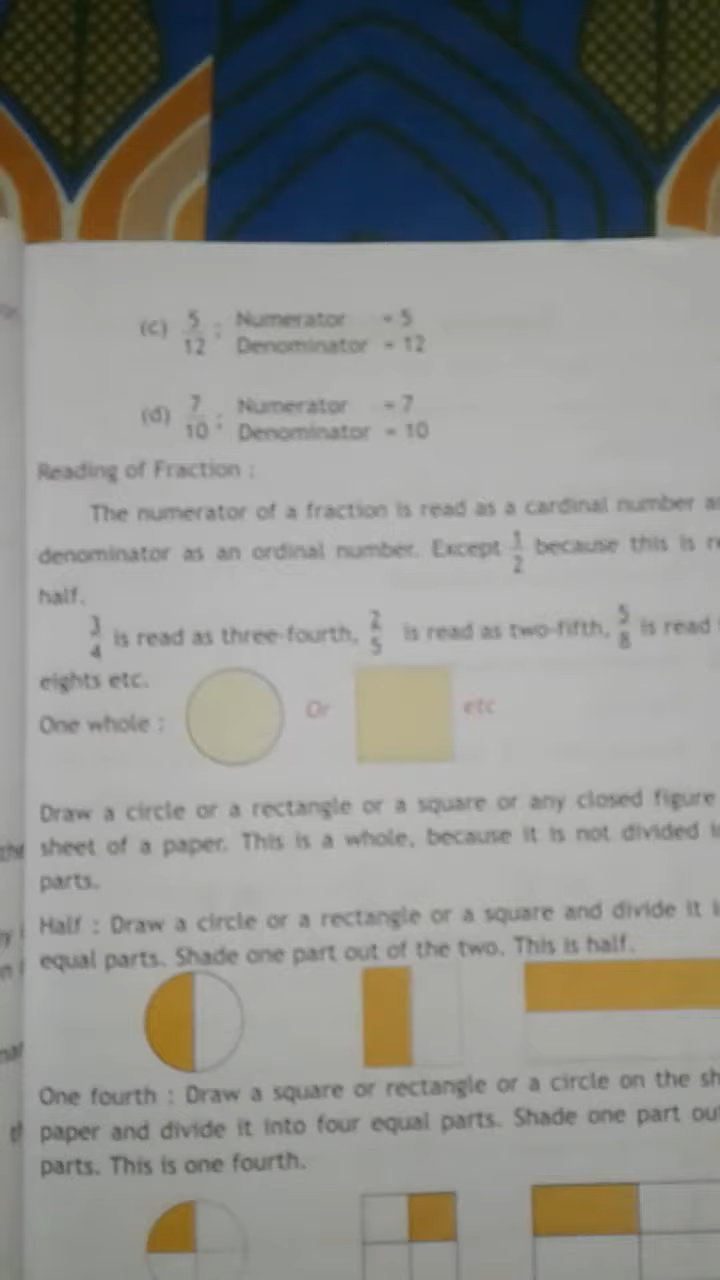 (c) 5/12 : Numerator = 5
Denominator = 12
(d) 7/10 : Numerator = 7
Denominator = 10
Reading of Fraction :
The numerator of a fraction is read as a cardinal number
denominator as an ordinal number. Except 1/2 because this is
half.
3/4 is read as three-fourth, 2/5 is read as two-fifth, 5/8 is read
eights etc.
One whole : Or etc
Draw a circle or a rectangle or a square or any closed figure
sheet of a paper. This is a whole, because it is not divided
parts.
Half : Draw a circle or a rectangle or a square and divide it
equal parts. Shade one part out of the two. This is half.
One fourth : Draw a square or rectangle or a circle on the sh
paper and divide it into four equal parts. Shade one part ou
parts. This is one fourth.